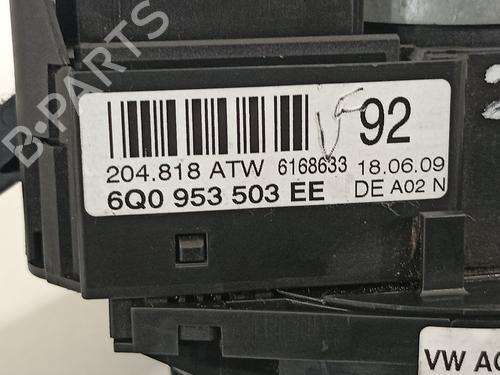 B-PARTS
92
204.818 ATW 6168633 18.06.09
6Q0 953 503 EE DE A02 N
VW AG